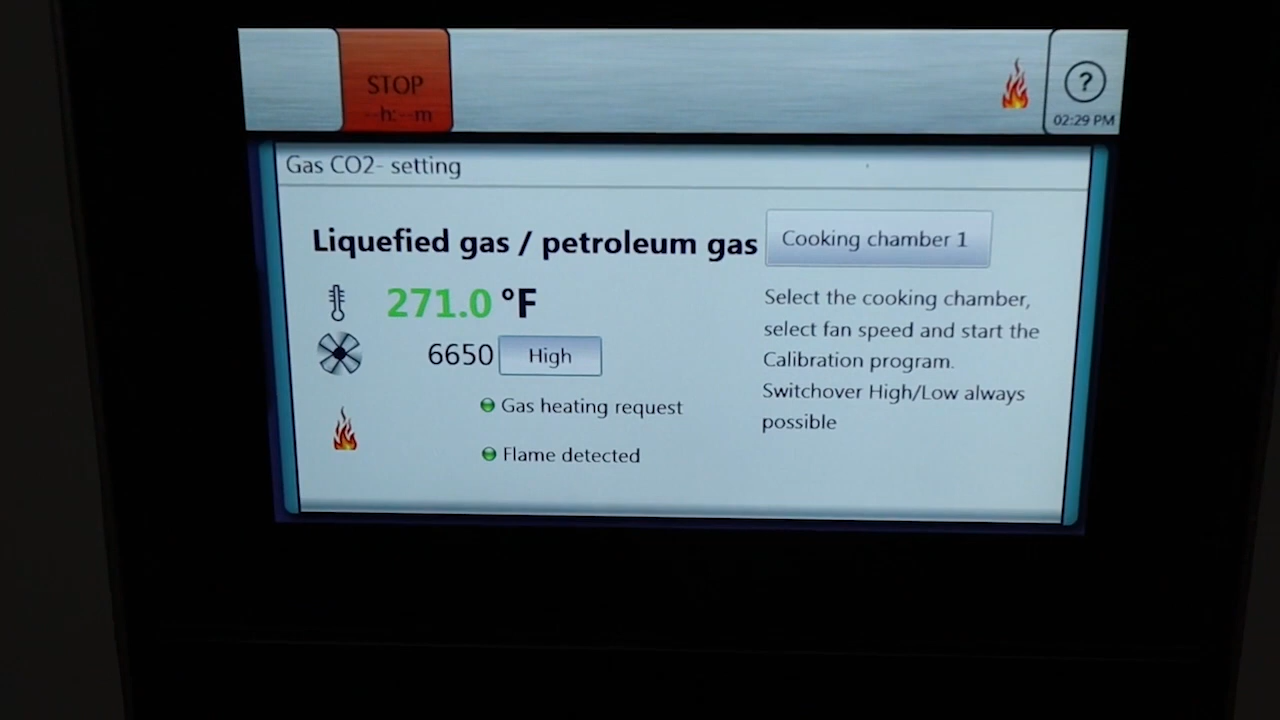 STOP
--h:--m
?
02:29 PM
Gas CO2- setting
Liquefied gas / petroleum gas
Cooking chamber 1
271.0 °F
6650
High
Gas heating request
Flame detected
Select the cooking chamber,
select fan speed and start the
Calibration program.
Switchover High/Low always
possible